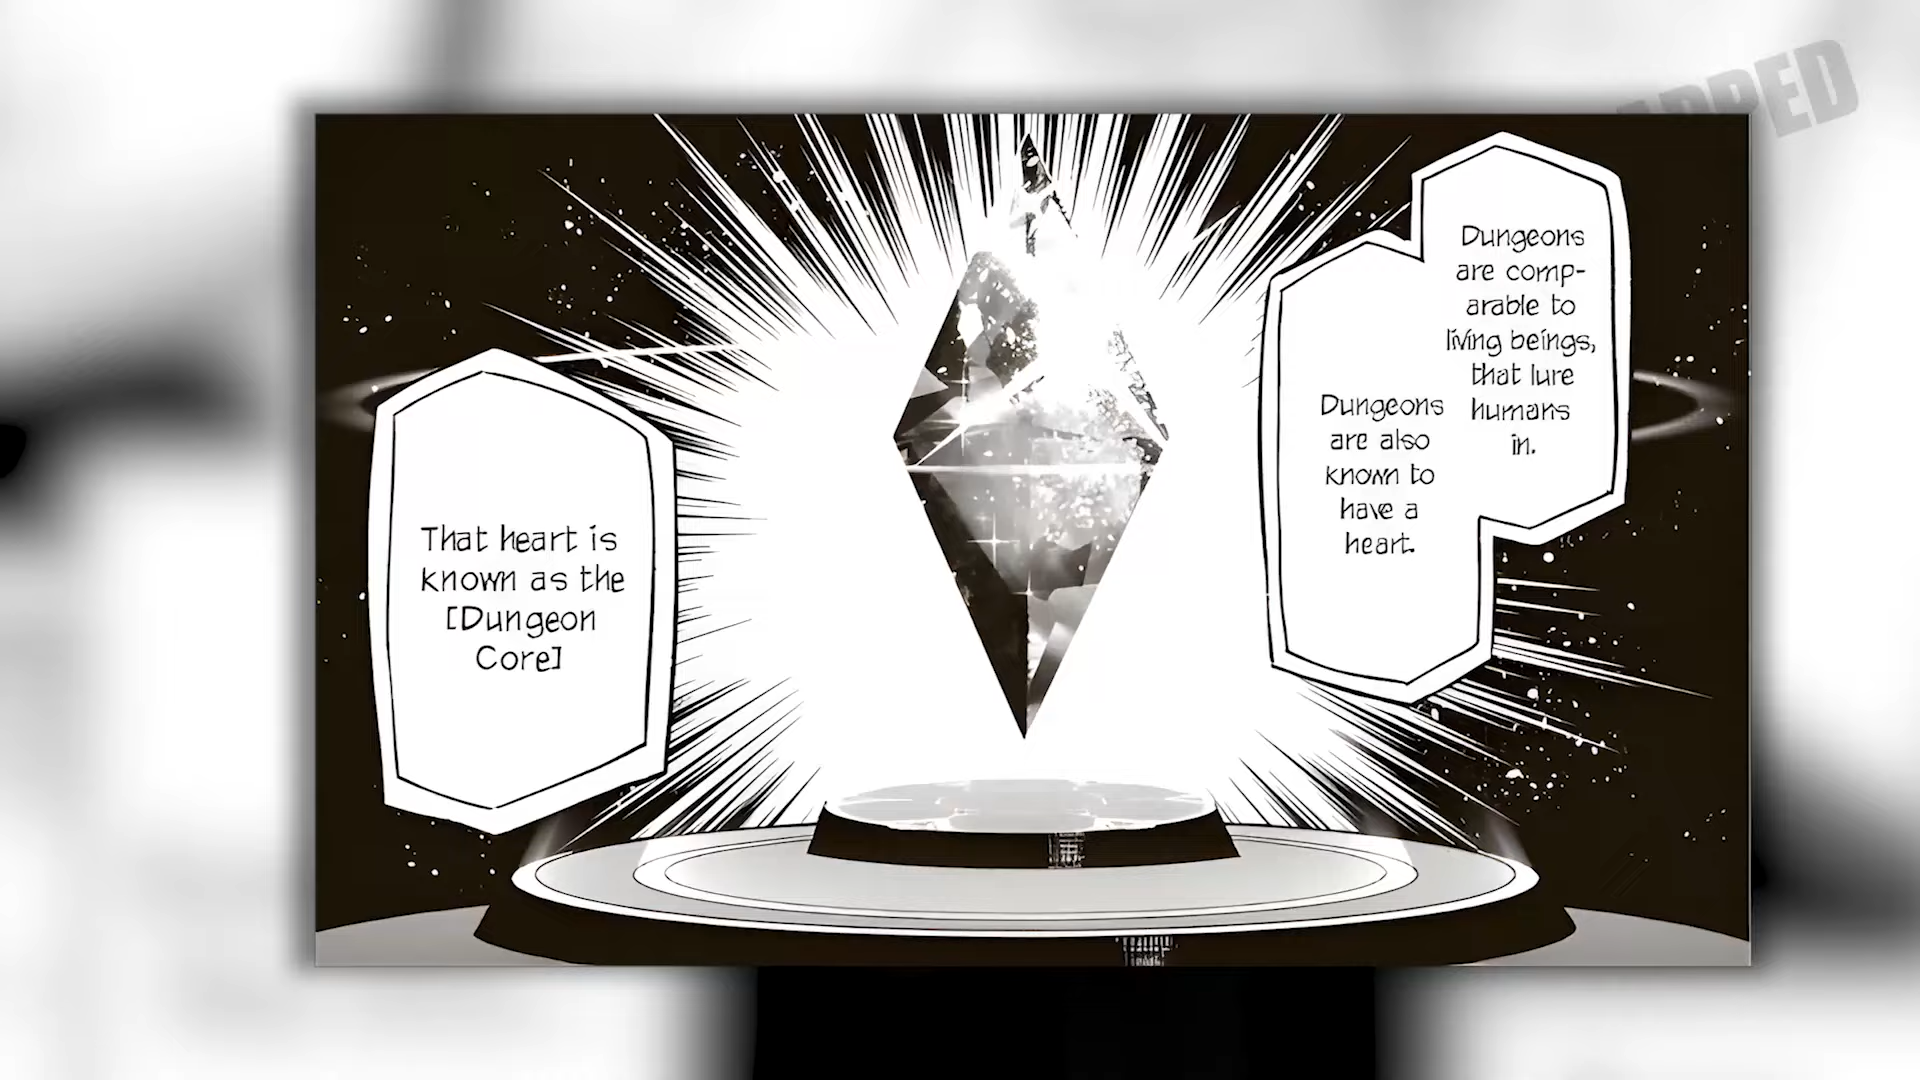 Dungeons
are comp-
arable to
living beings,
that lure
humans
in.
Dungeons
are also
known to
have a
heart.
That heart is
known as the
[Dungeon
Core]